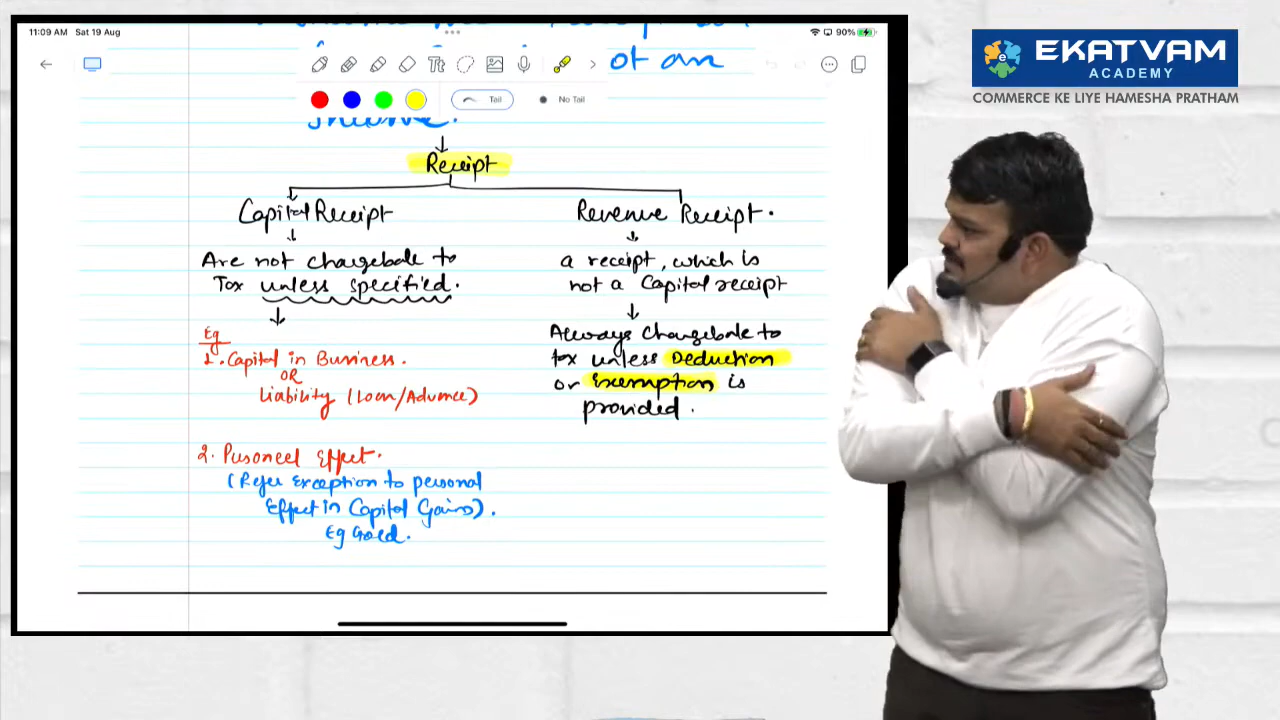 11:09 AM Sat 19 Aug
90%
of an
Tail
No Tail
income.
Receipt
Capital Receipt
Revenue Receipt.
Are not chargebale to
Tax unless specified.
a receipt, which is
not a Capital receipt
Always Chargebale to
tax unless Deduction
or Exemption is
provided.
Eg
1. Capital in Business.
OR
Liability (Loan/Advance)
2. Personal Effect.
(Refer Exception to personal
Effect in Capital Gains).
Eg Gold.
EKATVAM
ACADEMY
COMMERCE KE LIYE HAMESHA PRATHAM